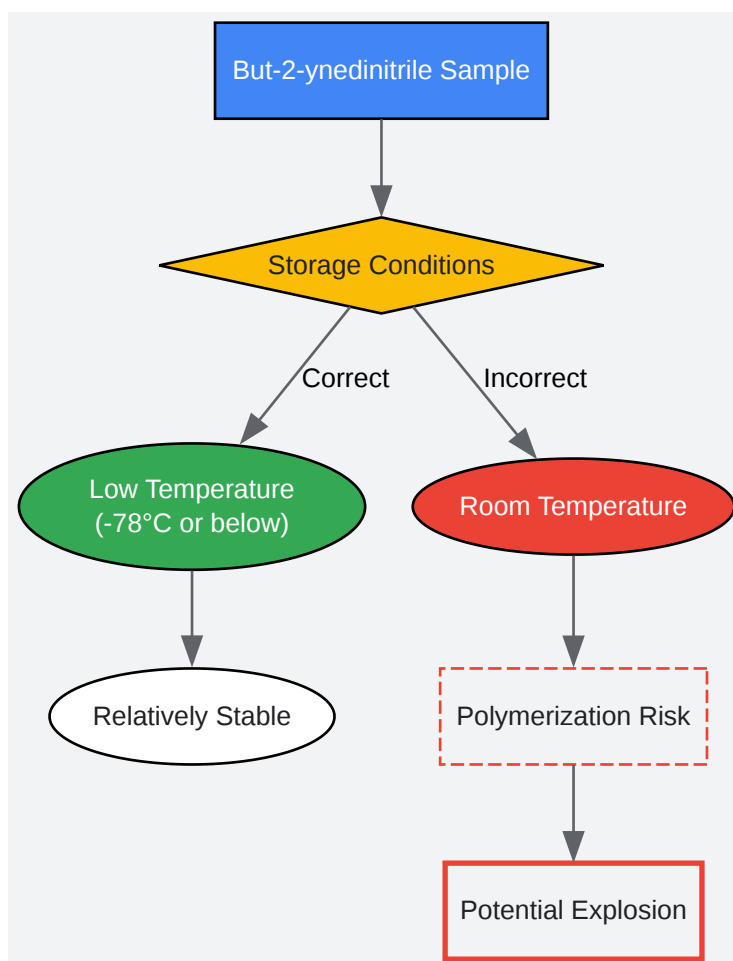 But-2-ynedinitrile Sample
Storage Conditions
Correct
Incorrect
Low Temperature
(-78°C or below)
Room Temperature
Relatively Stable
Polymerization Risk
Potential Explosion